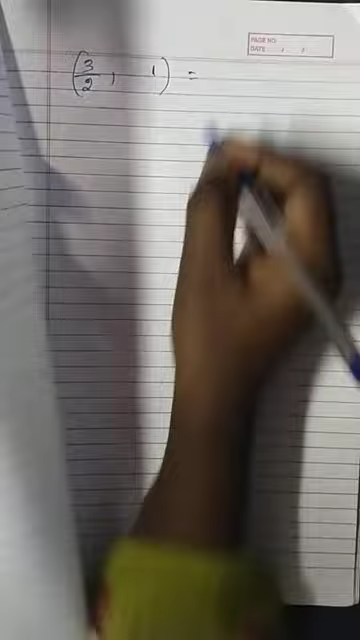 PAGE NO.
DATE
(3/2, 1) =